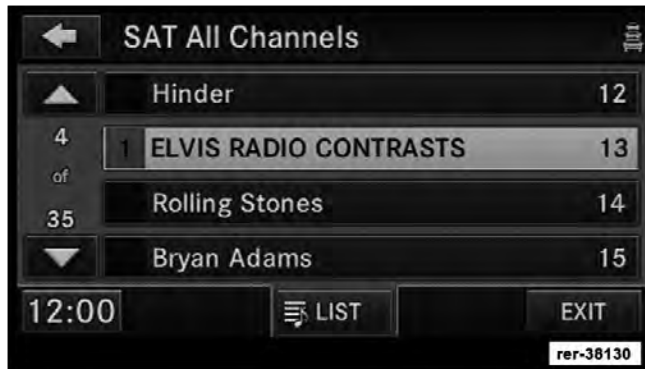 SAT All Channels
Hinder 12
4 1 ELVIS RADIO CONTRASTS 13
of
35 Rolling Stones 14
Bryan Adams 15
12:00 LIST EXIT
rer-38130